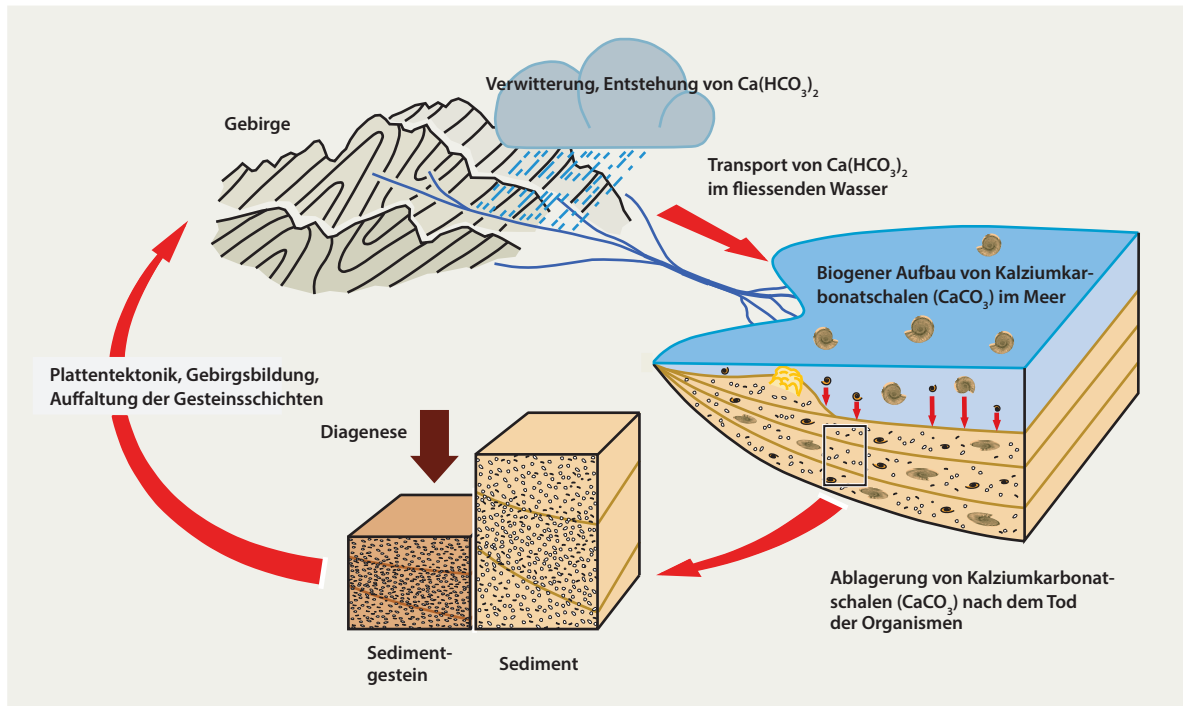 Verwitterung, Entstehung von Ca(HCO₃)₂
Gebirge
Transport von Ca(HCO₃)₂
im fliessenden Wasser
Biogener Aufbau von Kalziumkar-
bonatschalen (CaCO₃) im Meer
Plattentektonik, Gebirgsbildung,
Auffaltung der Gesteinsschichten
Diagenese
Ablagerung von Kalziumkarbonat-
schalen (CaCO₃) nach dem Tod
der Organismen
Sediment-
gestein
Sediment